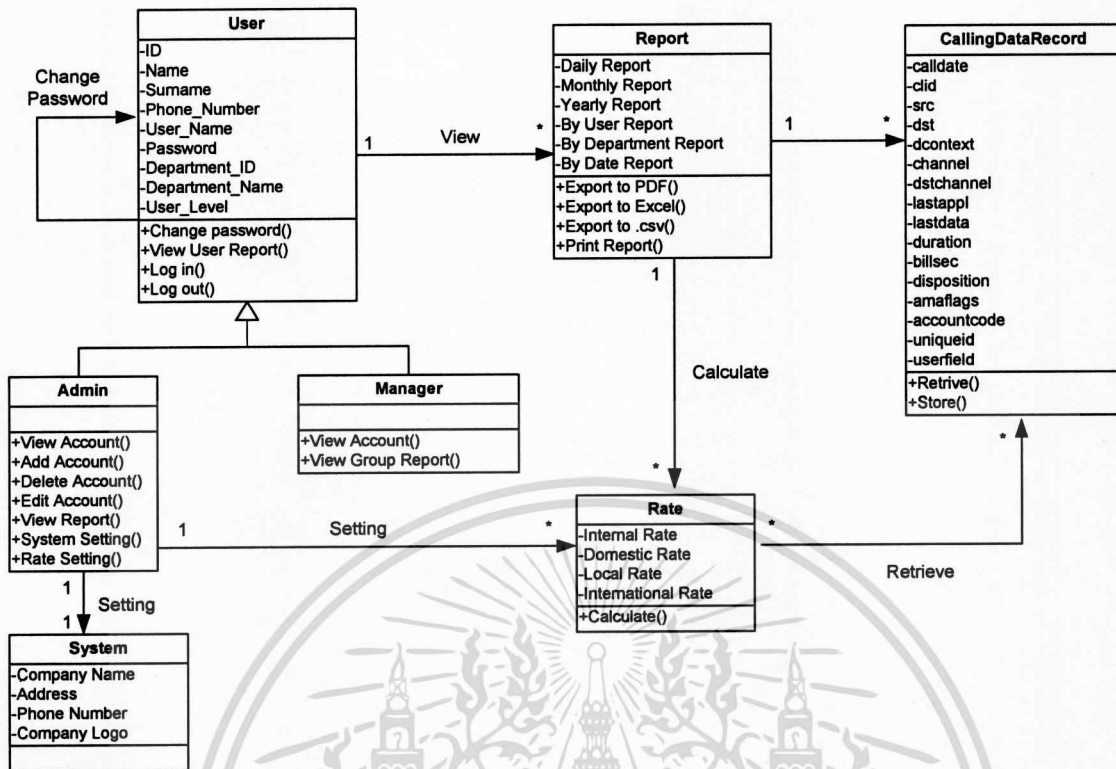 User
-ID
-Name
-Surname
-Phone_Number
-User_Name
-Password
-Department_ID
-Department_Name
-User_Level
+Change password()
+View User Report()
+Log in()
+Log out()
Change
Password
1
View
*
Report
-Daily Report
-Monthly Report
-Yearly Report
-By User Report
-By Department Report
-By Date Report
+Export to PDF()
+Export to Excel()
+Export to .csv()
+Print Report()
1
*
CallingDataRecord
-calldate
-clid
-src
-dst
-dcontext
-channel
-dstchannel
-lastappl
-lastdata
-duration
-billsec
-disposition
-amaflags
-accountcode
-uniqueid
-userfield
+Retrive()
+Store()
1
Calculate
*
Admin
+View Account()
+Add Account()
+Delete Account()
+Edit Account()
+View Report()
+System Setting()
+Rate Setting()
Manager
+View Account()
+View Group Report()
1
Setting
*
Rate
-Internal Rate
-Domestic Rate
-Local Rate
-International Rate
+Calculate()
*
Retrieve
*
1
Setting
1
System
-Company Name
-Address
-Phone Number
-Company Logo